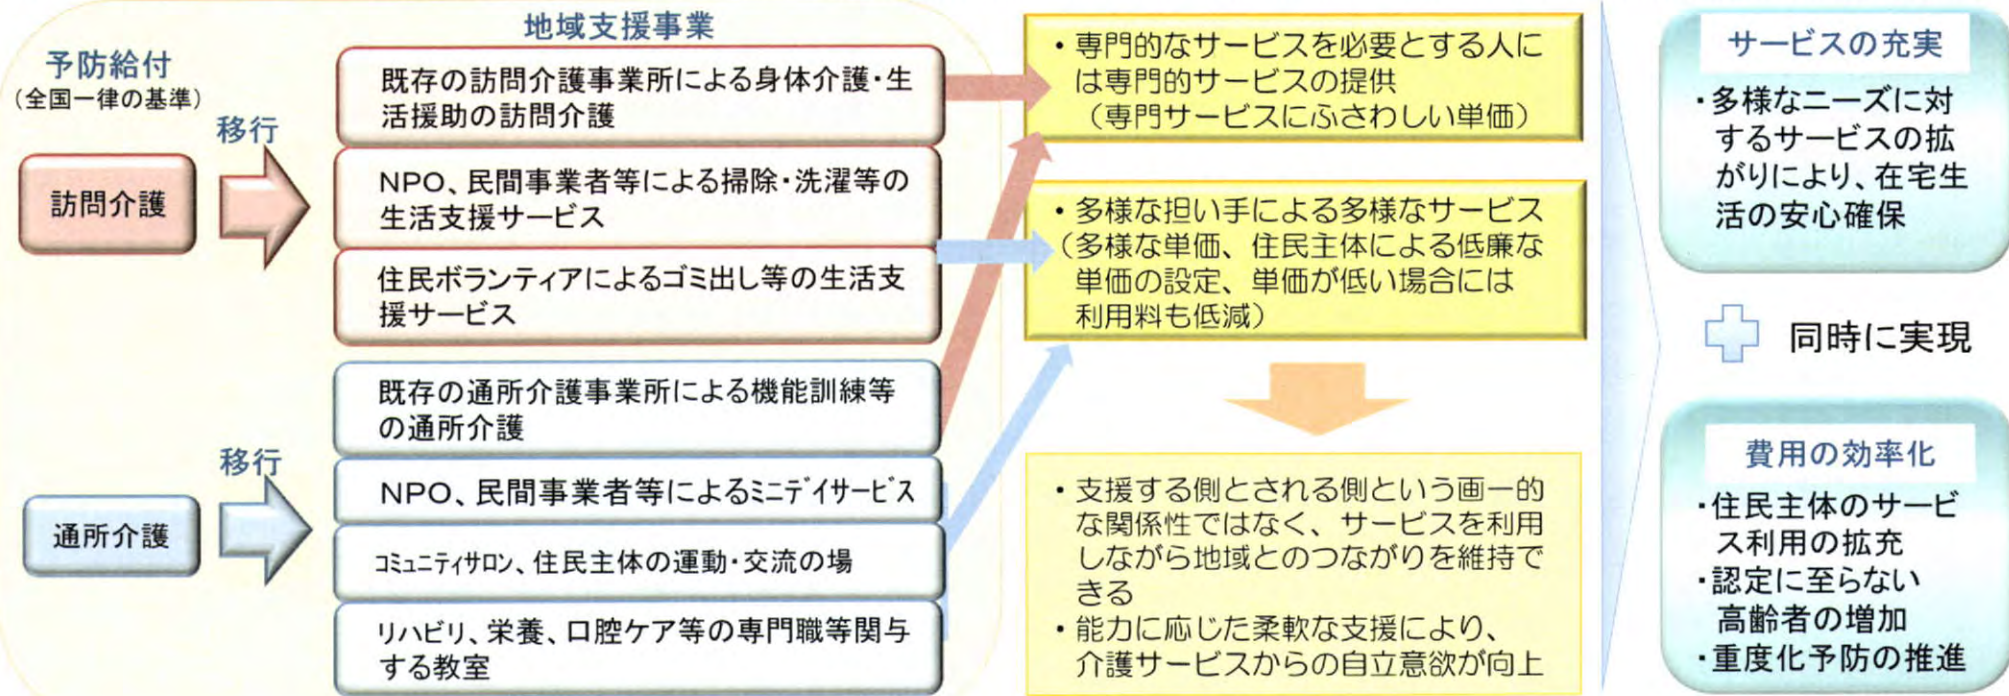 地域支援事業
予防給付
（全国一律の基準）
移行
訪問介護
既存の訪問介護事業所による身体介護・生
活援助の訪問介護
NPO、民間事業者等による掃除・洗濯等の
生活支援サービス
住民ボランティアによるゴミ出し等の生活支
援サービス
移行
通所介護
既存の通所介護事業所による機能訓練等
の通所介護
NPO、民間事業者等によるミニデイサービス
コミュニティサロン、住民主体の運動・交流の場
リハビリ、栄養、口腔ケア等の専門職等関与
する教室
・専門的なサービスを必要とする人に
は専門的サービスの提供
（専門サービスにふさわしい単価）
・多様な担い手による多様なサービス
（多様な単価、住民主体による低廉な
単価の設定、単価が低い場合には
利用料も低減）
・支援する側とされる側という画一的
な関係性ではなく、サービスを利用
しながら地域とのつながりを維持で
きる
・能力に応じた柔軟な支援により、
介護サービスからの自立意欲が向上
サービスの充実
・多様なニーズに対
するサービスの拡
がりにより、在宅生
活の安心確保
同時に実現
費用の効率化
・住民主体のサービ
ス利用の拡充
・認定に至らない
高齢者の増加
・重度化予防の推進